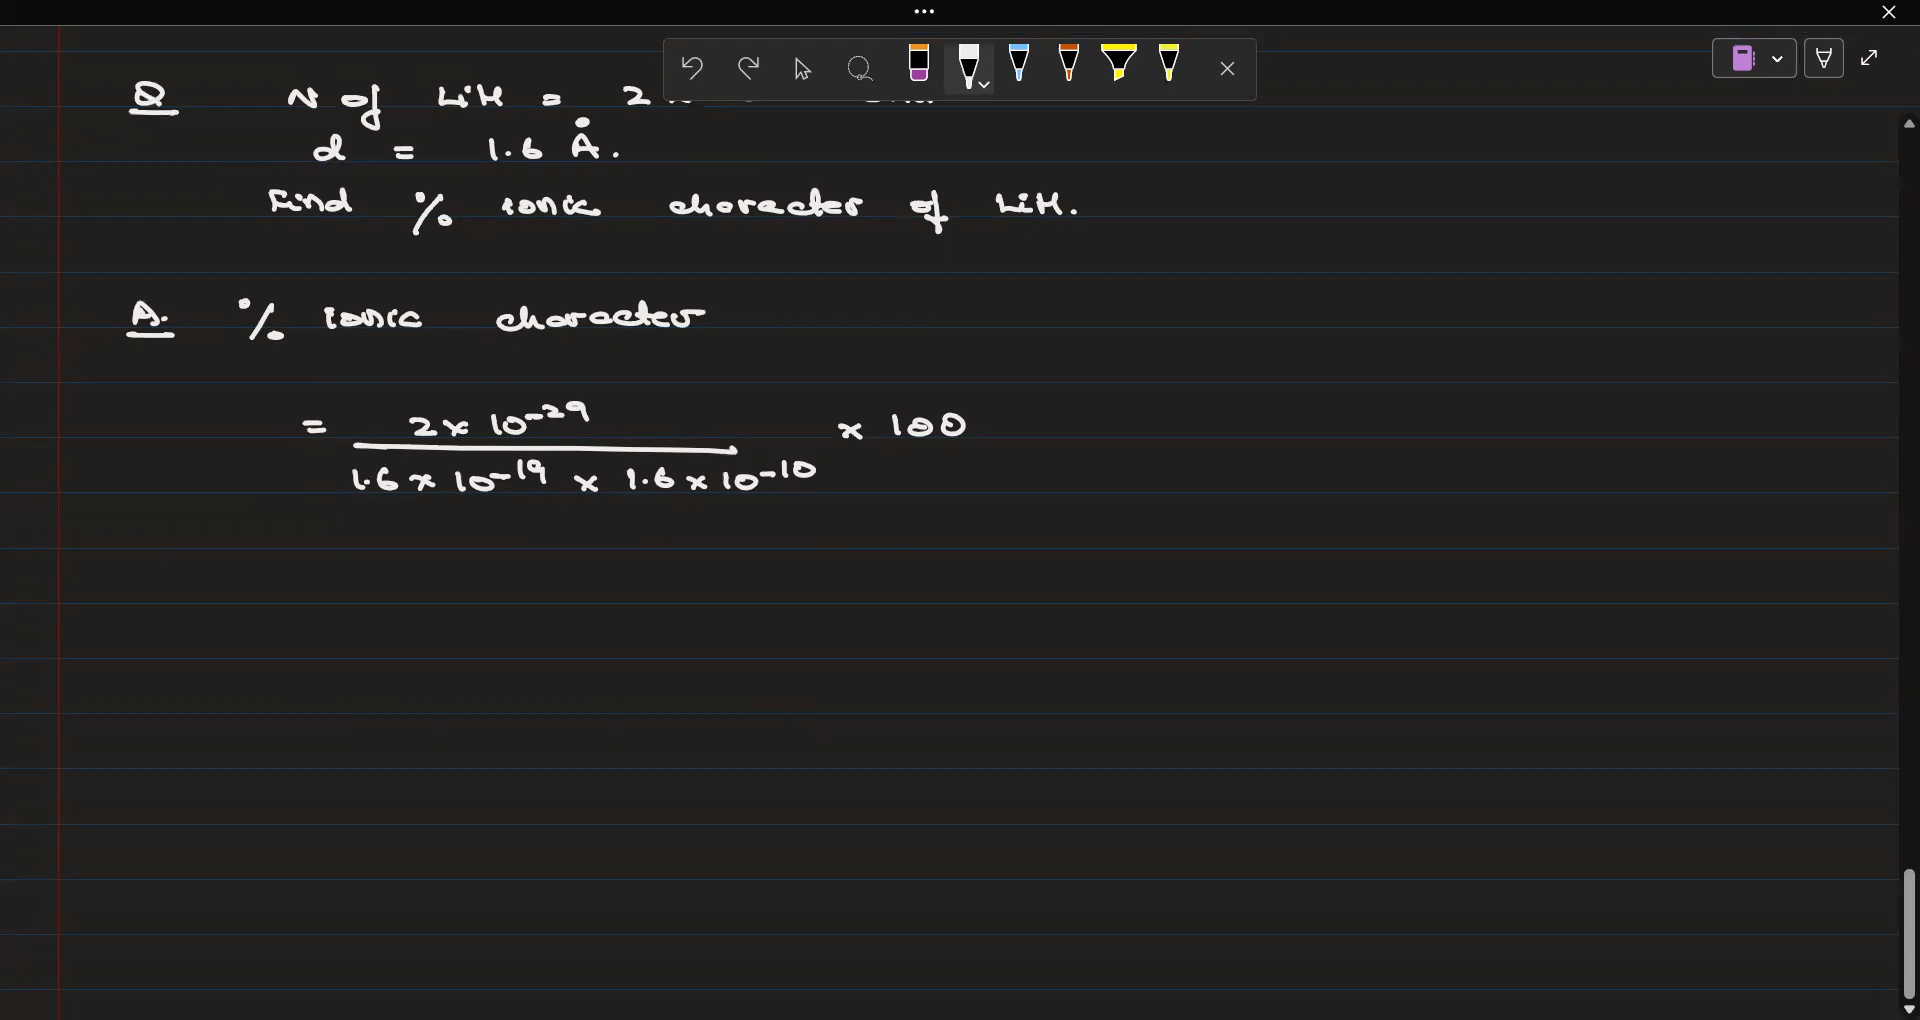 Q N of LiH = 2 x
d = 1.6 Å.
Find % ionic character of LiH.
A. % ionic character
= 2 x 10⁻²⁹ / 1.6 x 10⁻¹⁹ x 1.6 x 10⁻¹⁰ x 100